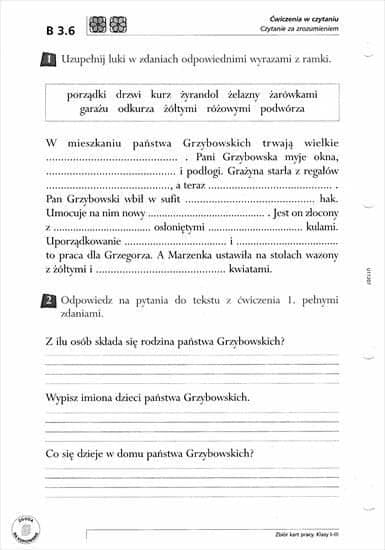 B 3.6
Ćwiczenia w czytaniu
Czytanie ze zrozumieniem
1 Uzupełnij luki w zdaniach odpowiednimi wyrazami z ramki.
porządki drzwi kurz żyrandol żelazny żarówkami
garażu odkurza żółtymi różowymi podwórza
W mieszkaniu państwa Grzybowskich trwają wielkie
............................................ . Pani Grzybowska myje okna,
............................................ i podłogi. Grażyna starła z regałów
............................................, a teraz ............................................ .
Pan Grzybowski wbił w sufit ............................................ hak.
Umocuje na nim nowy ........................................ . Jest on złocony
z ................................ osłoniętymi ................................ kulami.
Uporządkowanie .................................... i ....................................
to praca dla Grzegorza. A Marzenka ustawiła na stołach wazony
z żółtymi i ............................................ kwiatami.
2 Odpowiedz na pytania do tekstu z ćwiczenia 1. pełnymi
zdaniami.
Z ilu osób składa się rodzina państwa Grzybowskich?
Wypisz imiona dzieci państwa Grzybowskich.
Co się dzieje w domu państwa Grzybowskich?
Zbiór kart pracy. Klasy I-III